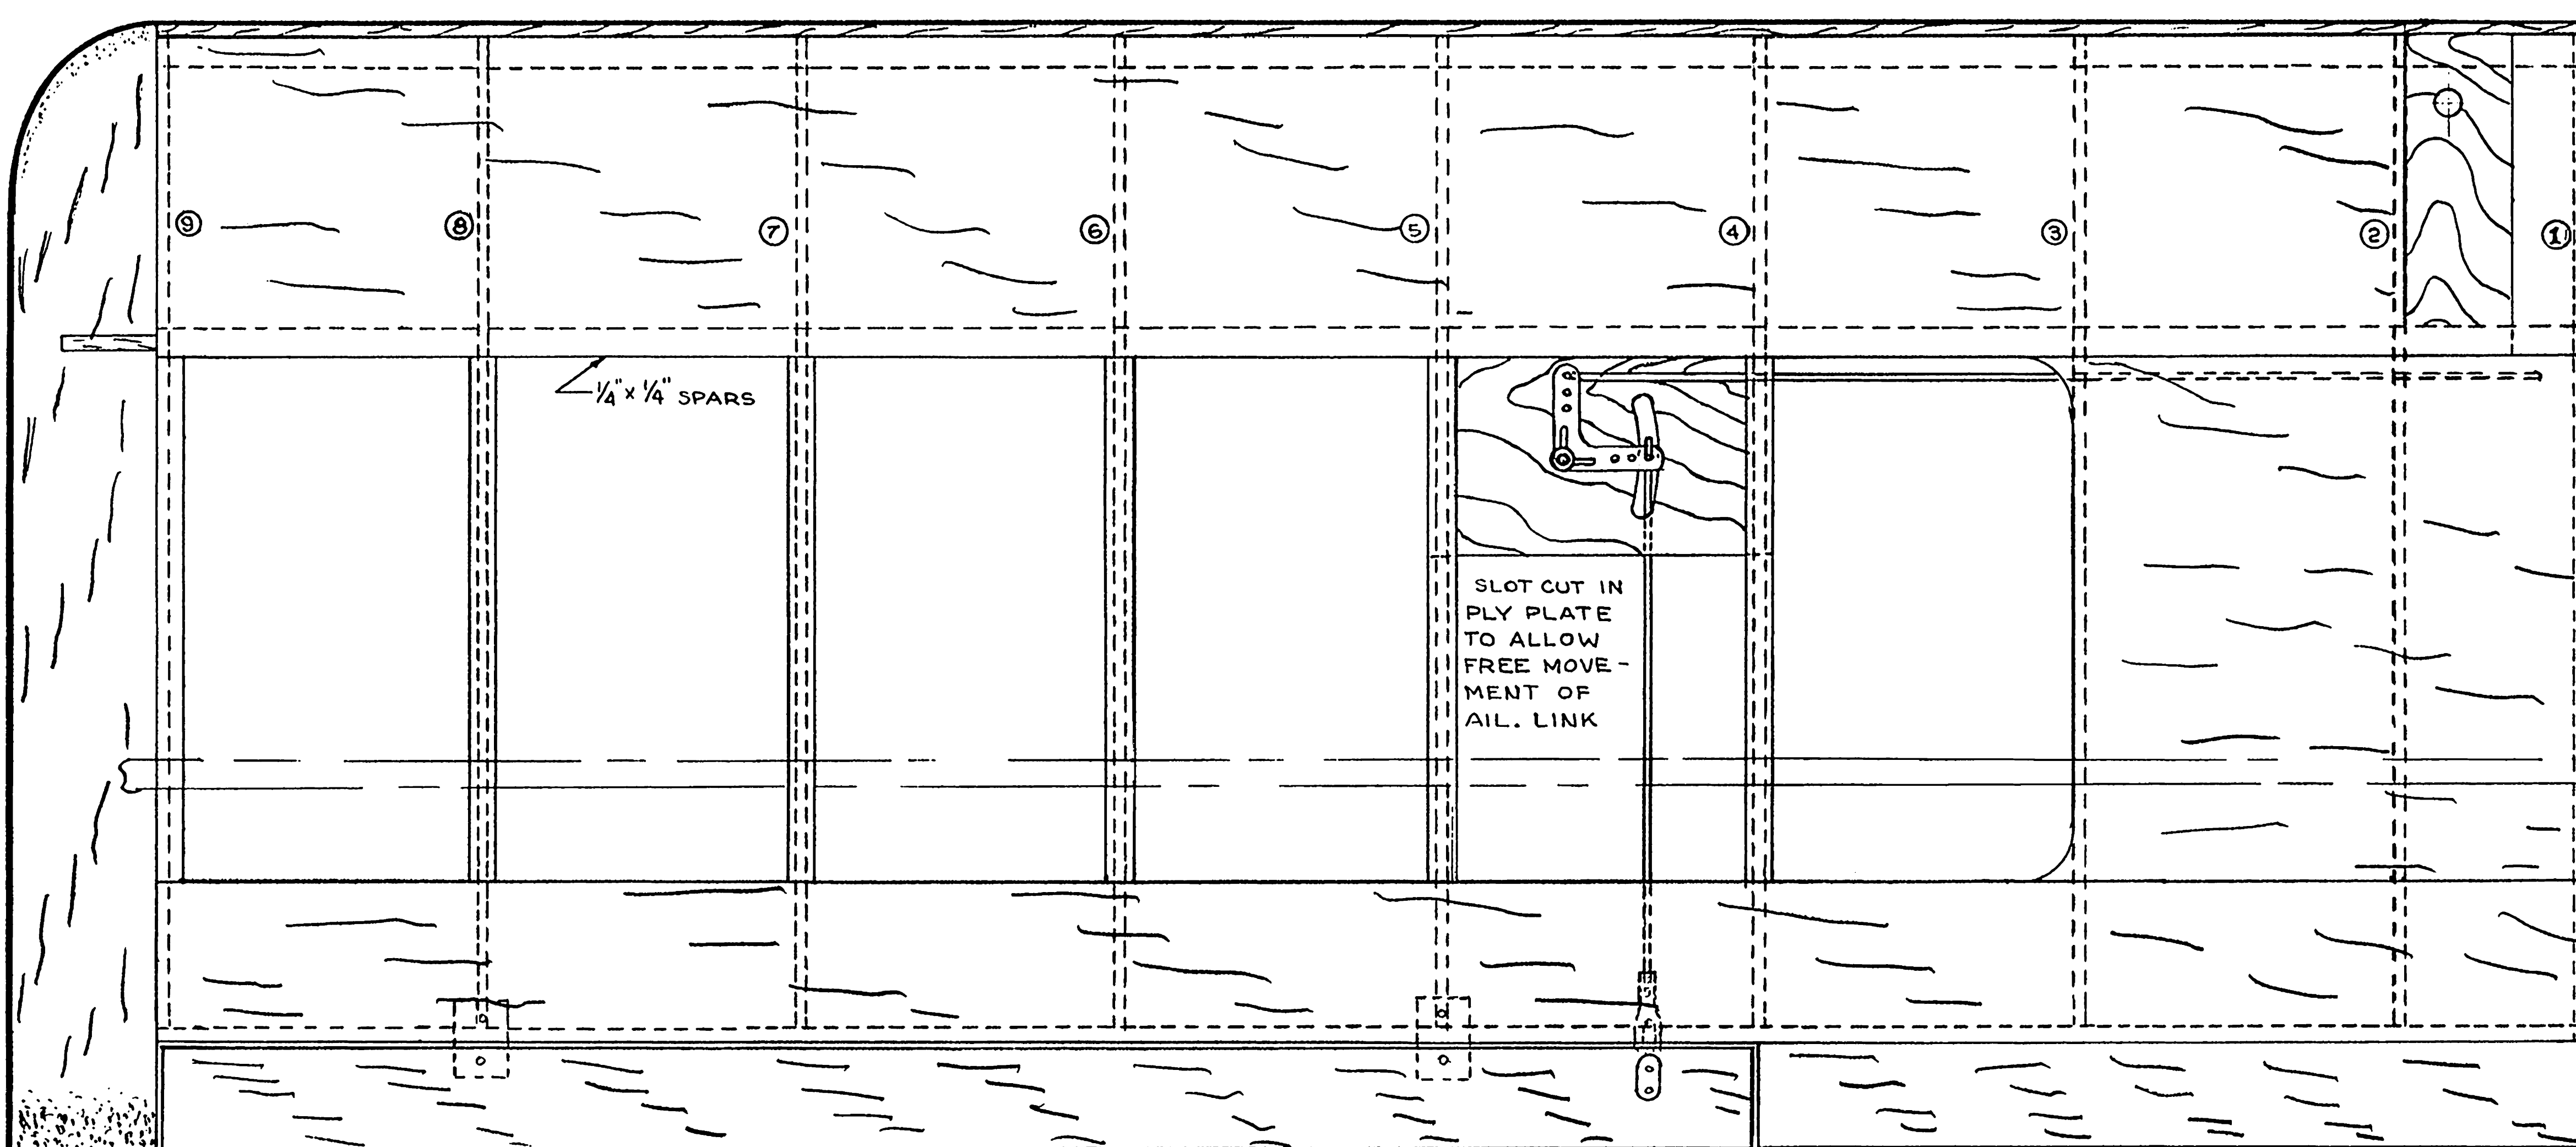 ⑨ ⑧ ⑦ ⑥ ⑤ ④ ③ ② ①
1/4" x 1/4" SPARS
SLOT CUT IN
PLY PLATE
TO ALLOW
FREE MOVE-
MENT OF
AIL. LINK